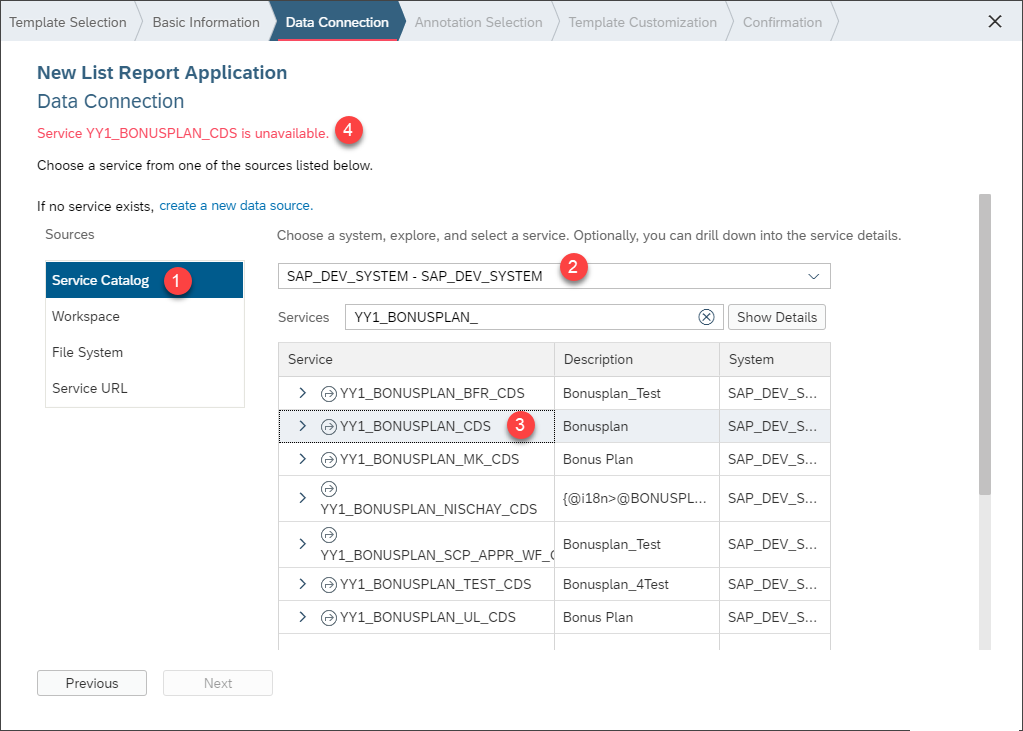 Template Selection Basic Information Data Connection Annotation Selection Template Customization Confirmation
New List Report Application
Data Connection
Service YY1_BONUSPLAN_CDS is unavailable. 4
Choose a service from one of the sources listed below.
If no service exists, create a new data source.
Sources
Service Catalog 1
Workspace
File System
Service URL
Choose a system, explore, and select a service. Optionally, you can drill down into the service details.
SAP_DEV_SYSTEM - SAP_DEV_SYSTEM 2
Services YY1_BONUSPLAN_ Show Details
Service Description System
YY1_BONUSPLAN_BFR_CDS Bonusplan_Test SAP_DEV_S...
YY1_BONUSPLAN_CDS 3 Bonusplan SAP_DEV_S...
YY1_BONUSPLAN_MK_CDS Bonus Plan SAP_DEV_S...
YY1_BONUSPLAN_NISCHAY_CDS {@i18n>@BONUSPL... SAP_DEV_S...
YY1_BONUSPLAN_SCP_APPR_WF_C Bonusplan_Test SAP_DEV_S...
YY1_BONUSPLAN_TEST_CDS Bonusplan_4Test SAP_DEV_S...
YY1_BONUSPLAN_UL_CDS Bonus Plan SAP_DEV_S...
Previous Next